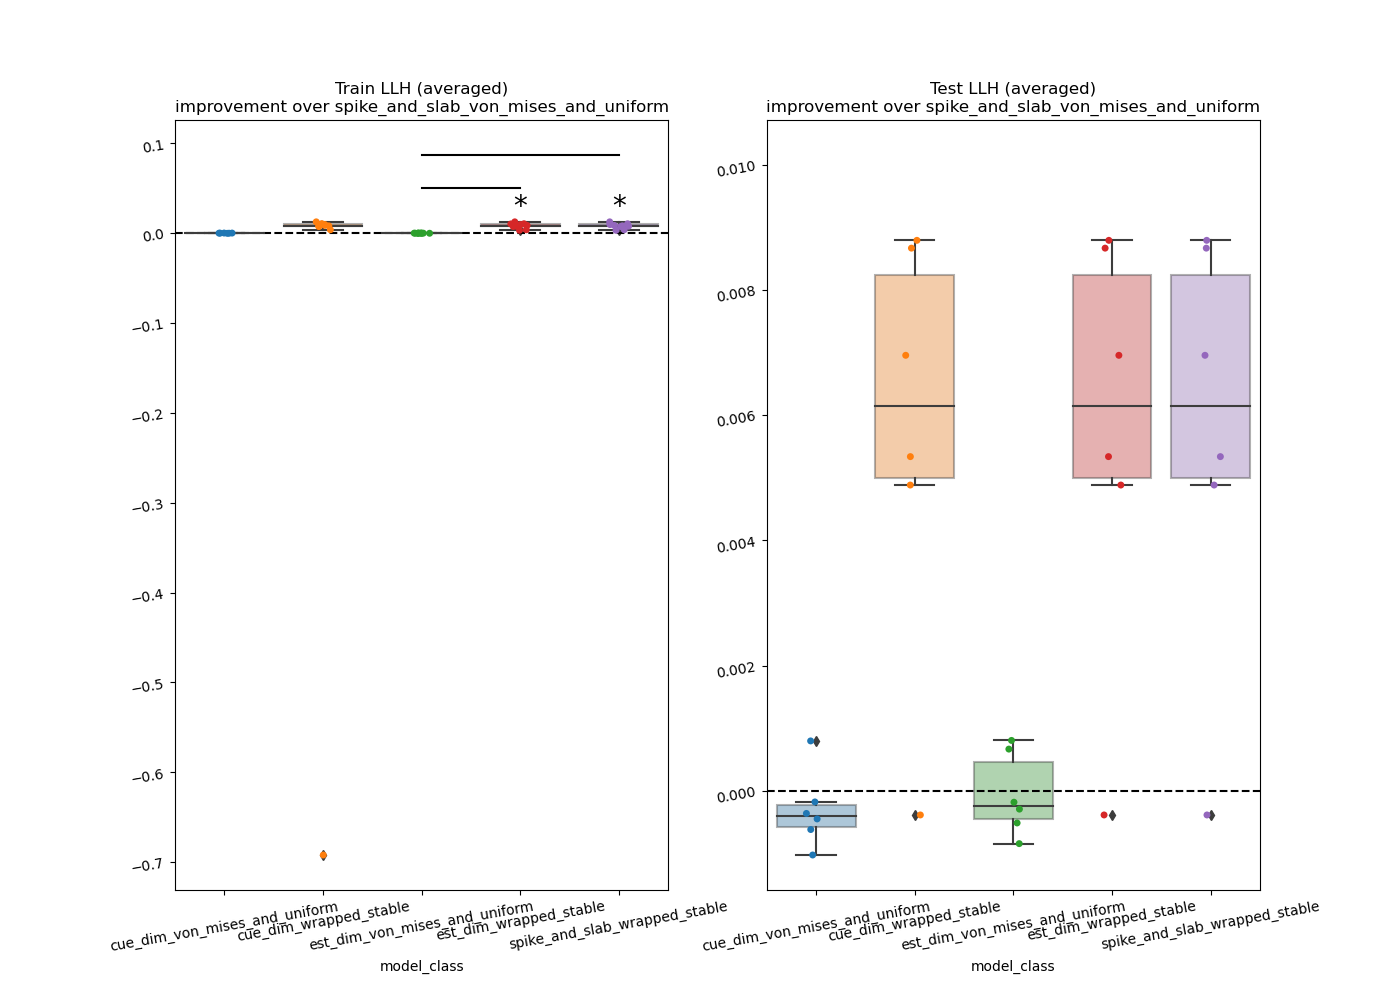 Train LLH (averaged)
improvement over spike_and_slab_von_mises_and_uniform
0.1
0.0
−0.1
−0.2
−0.3
−0.4
−0.5
−0.6
−0.7
*
*
cue_dim_von_mises_and_uniform
cue_dim_wrapped_stable
est_dim_von_mises_and_uniform
est_dim_wrapped_stable
spike_and_slab_wrapped_stable
model_class
Test LLH (averaged)
improvement over spike_and_slab_von_mises_and_uniform
0.010
0.008
0.006
0.004
0.002
0.000
cue_dim_von_mises_and_uniform
cue_dim_wrapped_stable
est_dim_von_mises_and_uniform
est_dim_wrapped_stable
spike_and_slab_wrapped_stable
model_class